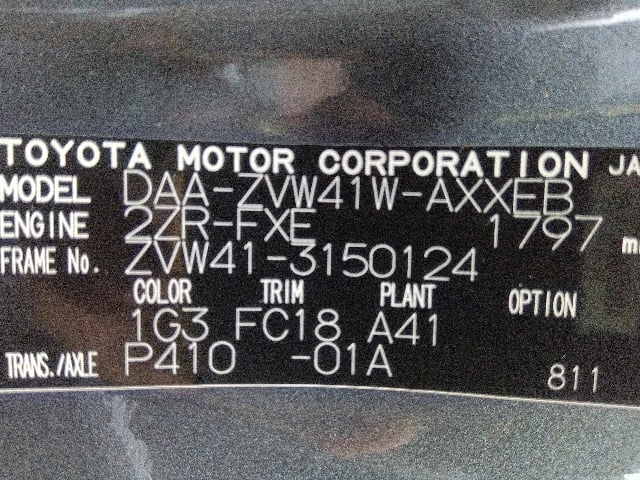 TOYOTA MOTOR CORPORATION JA
MODEL DAA-ZVW41W-AXXEB
ENGINE 2ZR-FXE 1797 m
FRAME No. ZVW41-3150124
COLOR TRIM PLANT OPTION
1G3 FC18 A41
TRANS./AXLE P410 -01A 811